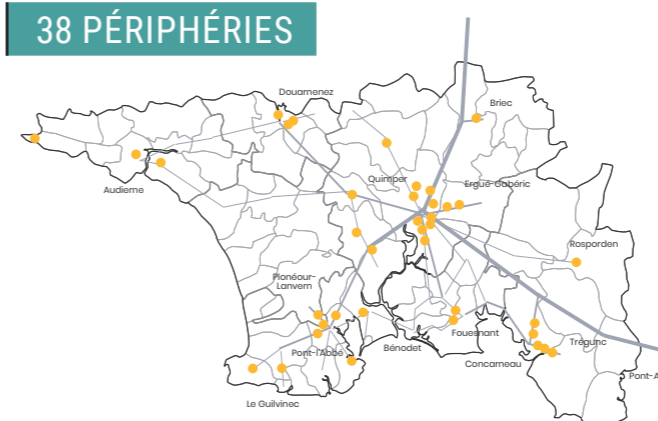 38 PÉRIPHÉRIES
Douarnenez
Briec
Quimper
Ergué-Gabéric
Audierne
Rosporden
Plonéour-
Lanvern
Fouesnant
Trégunc
Pont-l'Abbé
Bénodet
Concarneau
Pont-A
Le Guilvinec